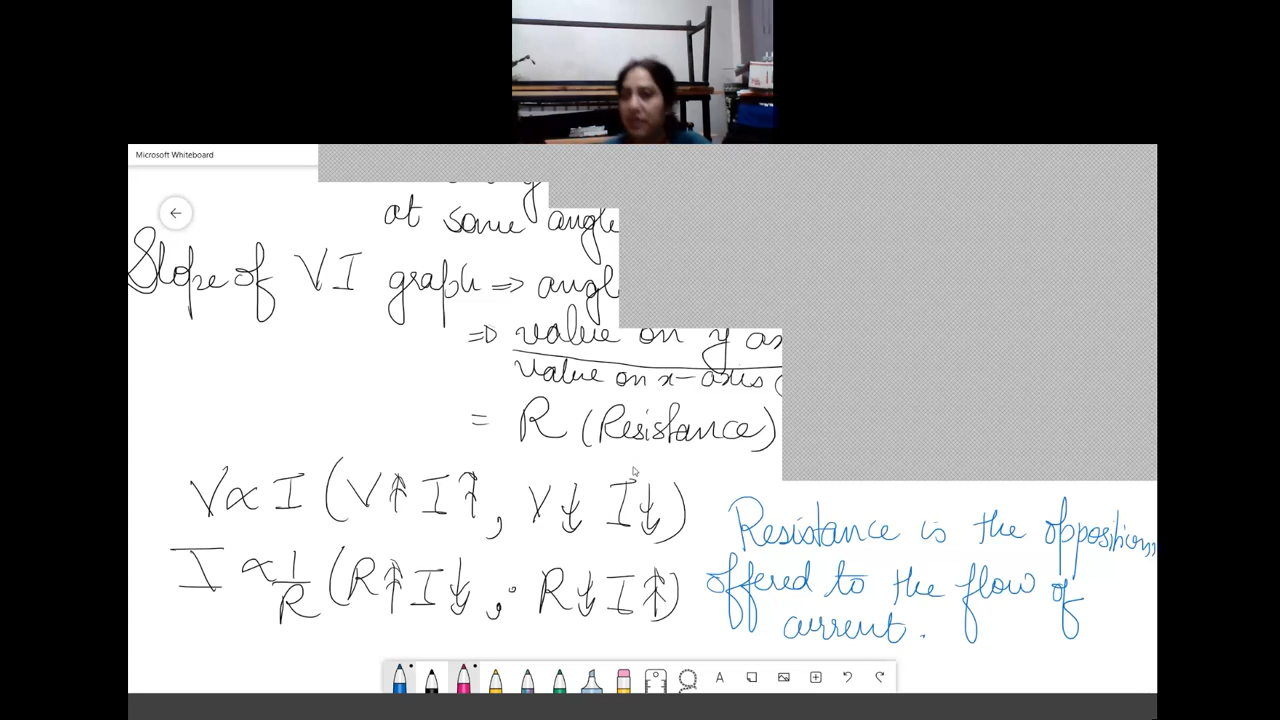 Microsoft Whiteboard
at some angle
Slope of VI graph ⇒ angl
⇒ value on y ax
value on x-axis (
= R (Resistance)
V∝I (V↑ I↑, V↓ I↓)
I ∝ 1/R (R↑ I↓, R↓ I↑)
Resistance is the opposition
offered to the flow of
current.
A